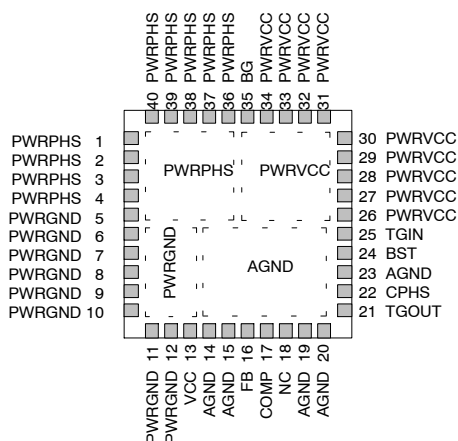 40 PWRPHS
39 PWRPHS
38 PWRPHS
37 PWRPHS
36 PWRPHS
35 BG
34 PWRVCC
33 PWRVCC
32 PWRVCC
31 PWRVCC
PWRPHS 1
PWRPHS 2
PWRPHS 3
PWRPHS 4
PWRGND 5
PWRGND 6
PWRGND 7
PWRGND 8
PWRGND 9
PWRGND 10
PWRPHS
PWRVCC
PWRGND
AGND
30 PWRVCC
29 PWRVCC
28 PWRVCC
27 PWRVCC
26 PWRVCC
25 TGIN
24 BST
23 AGND
22 CPHS
21 TGOUT
PWRGND 11
PWRGND 12
VCC 13
AGND 14
AGND 15
FB 16
COMP 17
NC 18
AGND 19
AGND 20